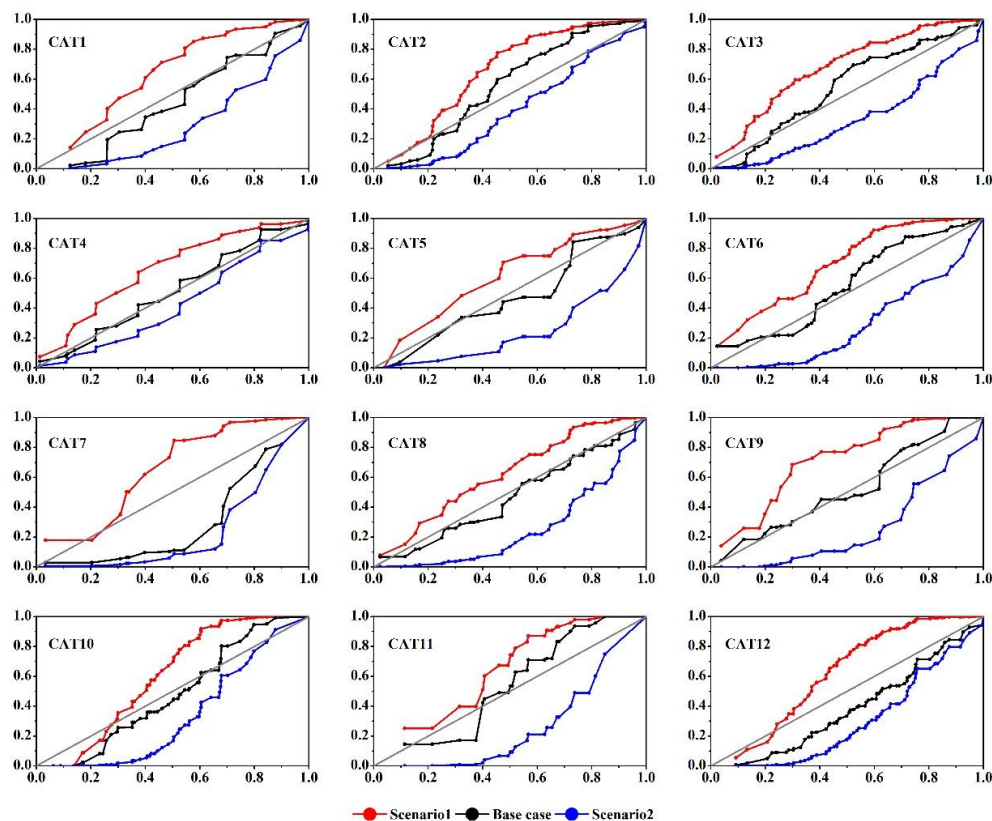 1.0 1.0 1.0
CAT1 CAT2 CAT3
0.8 0.8 0.8
0.6 0.6 0.6
0.4 0.4 0.4
0.2 0.2 0.2
0.0 0.0 0.0
0.0 0.2 0.4 0.6 0.8 1.0 0.0 0.2 0.4 0.6 0.8 1.0 0.0 0.2 0.4 0.6 0.8 1.0
1.0 1.0 1.0
CAT4 CAT5 CAT6
0.8 0.8 0.8
0.6 0.6 0.6
0.4 0.4 0.4
0.2 0.2 0.2
0.0 0.0 0.0
0.0 0.2 0.4 0.6 0.8 1.0 0.0 0.2 0.4 0.6 0.8 1.0 0.0 0.2 0.4 0.6 0.8 1.0
1.0 1.0 1.0
CAT7 CAT8 CAT9
0.8 0.8 0.8
0.6 0.6 0.6
0.4 0.4 0.4
0.2 0.2 0.2
0.0 0.0 0.0
0.0 0.2 0.4 0.6 0.8 1.0 0.0 0.2 0.4 0.6 0.8 1.0 0.0 0.2 0.4 0.6 0.8 1.0
1.0 1.0 1.0
CAT10 CAT11 CAT12
0.8 0.8 0.8
0.6 0.6 0.6
0.4 0.4 0.4
0.2 0.2 0.2
0.0 0.0 0.0
0.0 0.2 0.4 0.6 0.8 1.0 0.0 0.2 0.4 0.6 0.8 1.0 0.0 0.2 0.4 0.6 0.8 1.0
Scenario1 Base case Scenario2